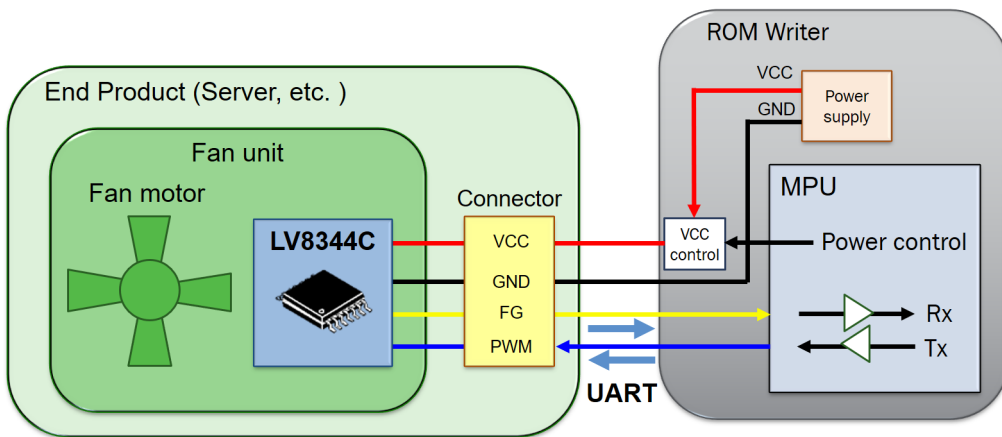 ROM Writer
End Product (Server, etc. )
VCC
GND
Power
supply
Fan unit
Fan motor
Connector
MPU
LV8344C
VCC
VCC
control
Power control
GND
FG
Rx
PWM
Tx
UART